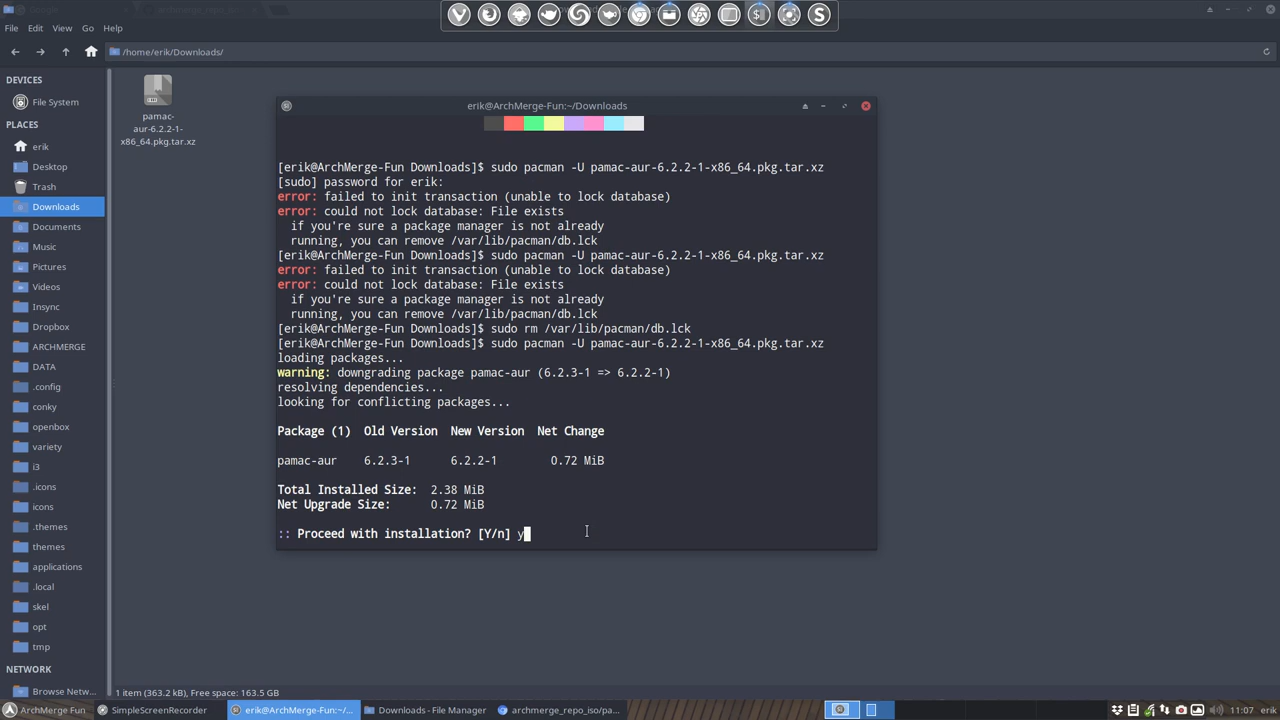 File Edit View Go Help
/home/erik/Downloads/
DEVICES
File System
PLACES
erik
Desktop
Trash
Downloads
Documents
Music
Pictures
Videos
Insync
Dropbox
ARCHMERGE
DATA
.config
conky
openbox
variety
i3
.icons
icons
.themes
themes
applications
.local
skel
opt
tmp
NETWORK
Browse Netw...
pamac-
aur-6.2.2-1-
x86_64.pkg.tar.xz
1 item (363.2 kB), Free space: 163.5 GB
erik@ArchMerge-Fun:~/Downloads
[erik@ArchMerge-Fun Downloads]$ sudo pacman -U pamac-aur-6.2.2-1-x86_64.pkg.tar.xz
[sudo] password for erik:
error: failed to init transaction (unable to lock database)
error: could not lock database: File exists
if you're sure a package manager is not already
running, you can remove /var/lib/pacman/db.lck
[erik@ArchMerge-Fun Downloads]$ sudo pacman -U pamac-aur-6.2.2-1-x86_64.pkg.tar.xz
error: failed to init transaction (unable to lock database)
error: could not lock database: File exists
if you're sure a package manager is not already
running, you can remove /var/lib/pacman/db.lck
[erik@ArchMerge-Fun Downloads]$ sudo rm /var/lib/pacman/db.lck
[erik@ArchMerge-Fun Downloads]$ sudo pacman -U pamac-aur-6.2.2-1-x86_64.pkg.tar.xz
loading packages...
warning: downgrading package pamac-aur (6.2.3-1 => 6.2.2-1)
resolving dependencies...
looking for conflicting packages...
Package (1) Old Version New Version Net Change
pamac-aur 6.2.3-1 6.2.2-1 0.72 MiB
Total Installed Size: 2.38 MiB
Net Upgrade Size: 0.72 MiB
:: Proceed with installation? [Y/n] y
ArchMerge Fun
SimpleScreenRecorder
erik@ArchMerge-Fun:~/...
Downloads - File Manager
archmerge_repo_iso/pa...
11:07 erik